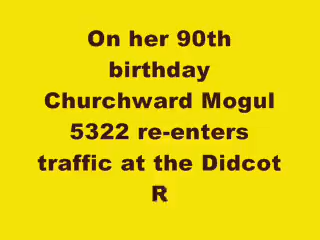 On her 90th
birthday
Churchward Mogul
5322 re-enters
traffic at the Didcot
R